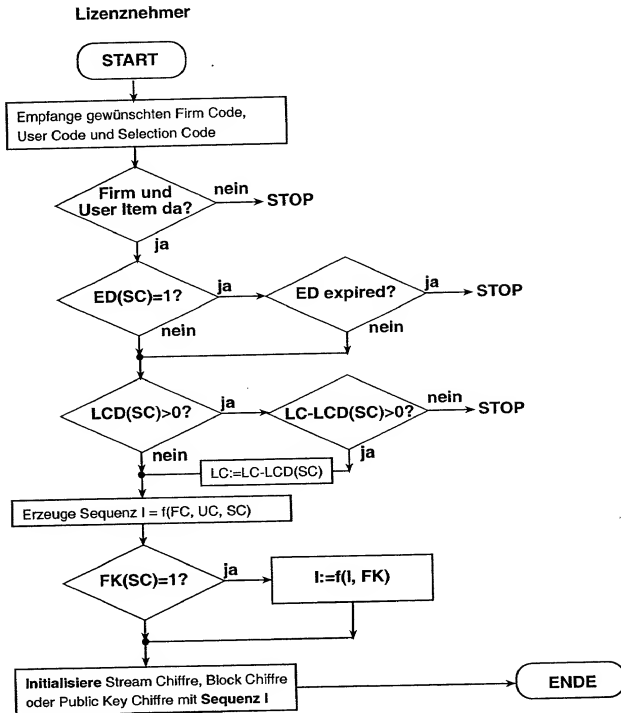 Lizenznehmer
START
Empfange gewünschten Firm Code,
User Code und Selection Code
Firm und
User Item da?
nein
STOP
ja
ED(SC)=1?
ja
ED expired?
ja
STOP
nein
nein
LCD(SC)>0?
ja
LC-LCD(SC)>0?
nein
STOP
nein
ja
LC:=LC-LCD(SC)
Erzeuge Sequenz I = f(FC, UC, SC)
FK(SC)=1?
ja
I:=f(I, FK)
Initialisiere Stream Chiffre, Block Chiffre
oder Public Key Chiffre mit Sequenz I
ENDE